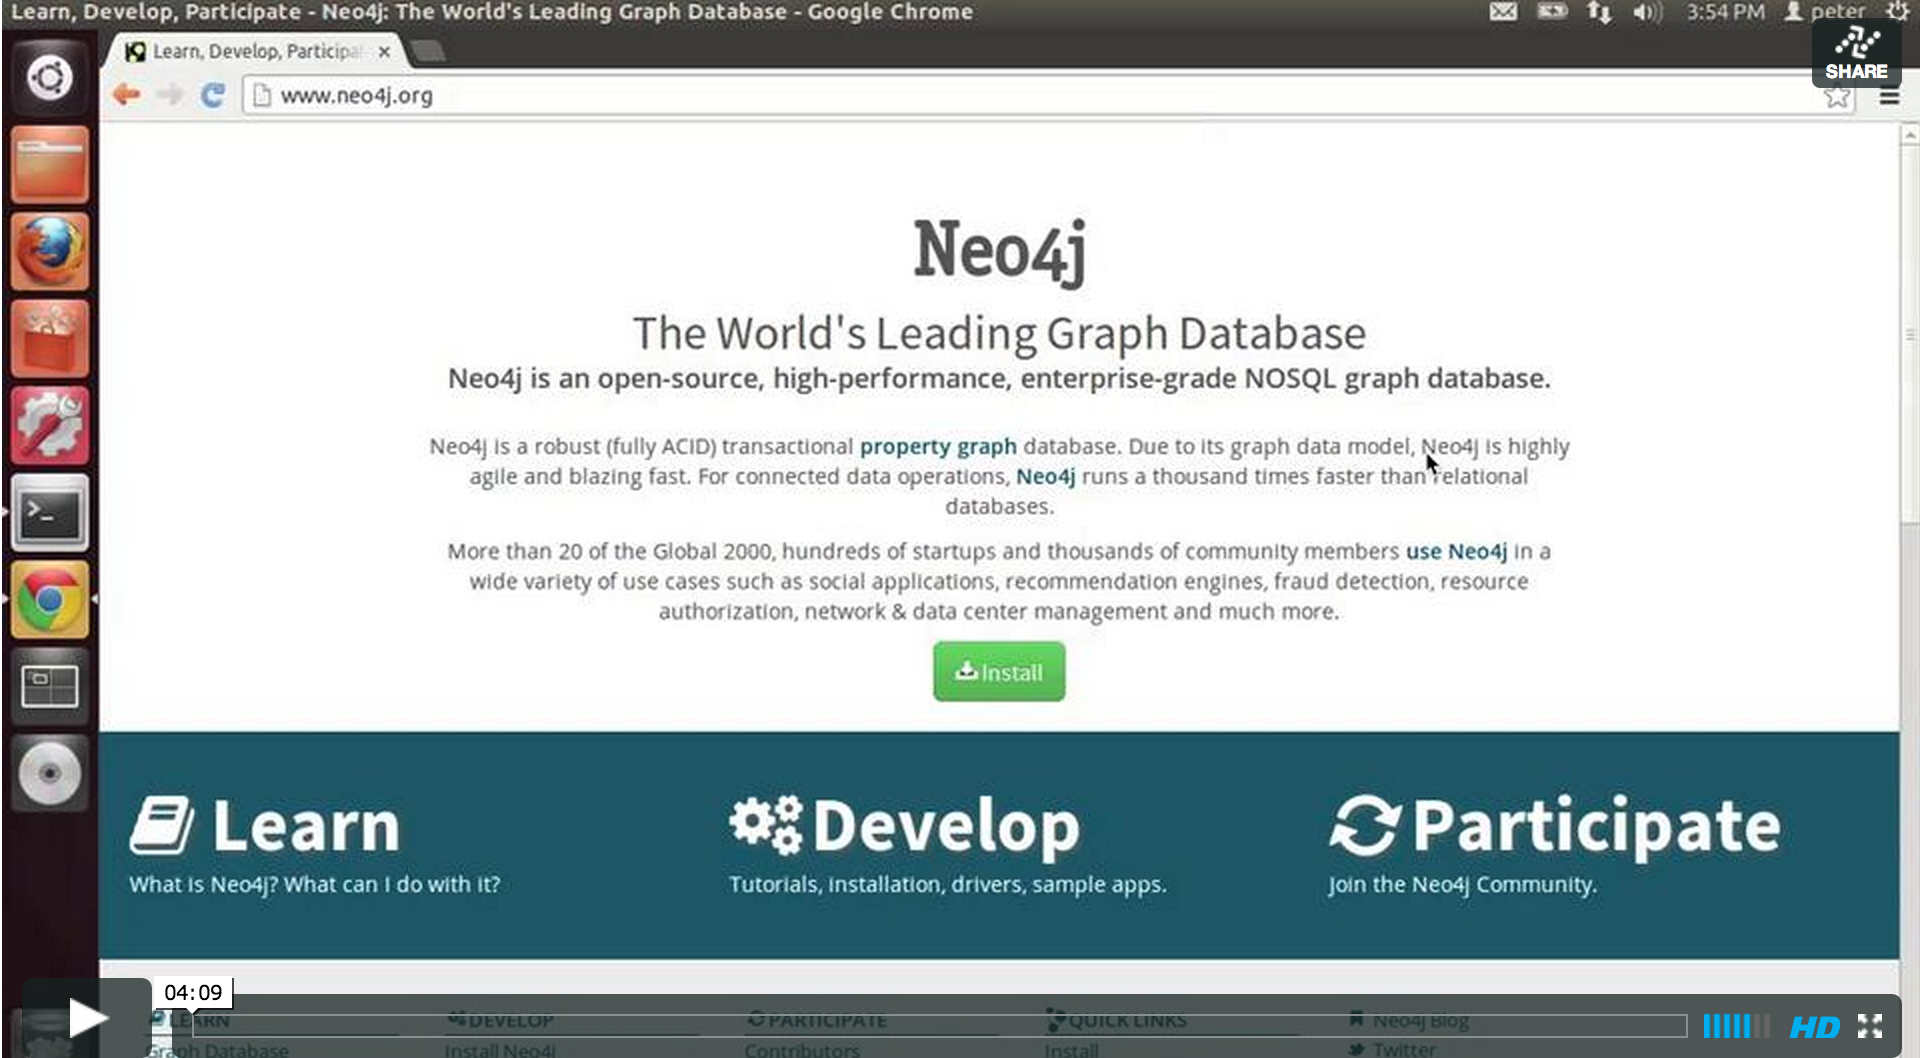 Learn, Develop, Participate - Neo4j: The World's Leading Graph Database - Google Chrome
3:54 PM
peter
Learn, Develop, Participa
SHARE
www.neo4j.org
Neo4j
The World's Leading Graph Database
Neo4j is an open-source, high-performance, enterprise-grade NOSQL graph database.
Neo4j is a robust (fully ACID) transactional property graph database. Due to its graph data model, Neo4j is highly
agile and blazing fast. For connected data operations, Neo4j runs a thousand times faster than relational
databases.
More than 20 of the Global 2000, hundreds of startups and thousands of community members use Neo4j in a
wide variety of use cases such as social applications, recommendation engines, fraud detection, resource
authorization, network & data center management and much more.
Install
Learn
What is Neo4j? What can I do with it?
Develop
Tutorials, installation, drivers, sample apps.
Participate
Join the Neo4j Community.
04:09
LEARN
DEVELOP
PARTICIPATE
QUICK LINKS
Neo4j Blog
HD
Graph Database
Install Neo4j
Contributors
Install
Twitter